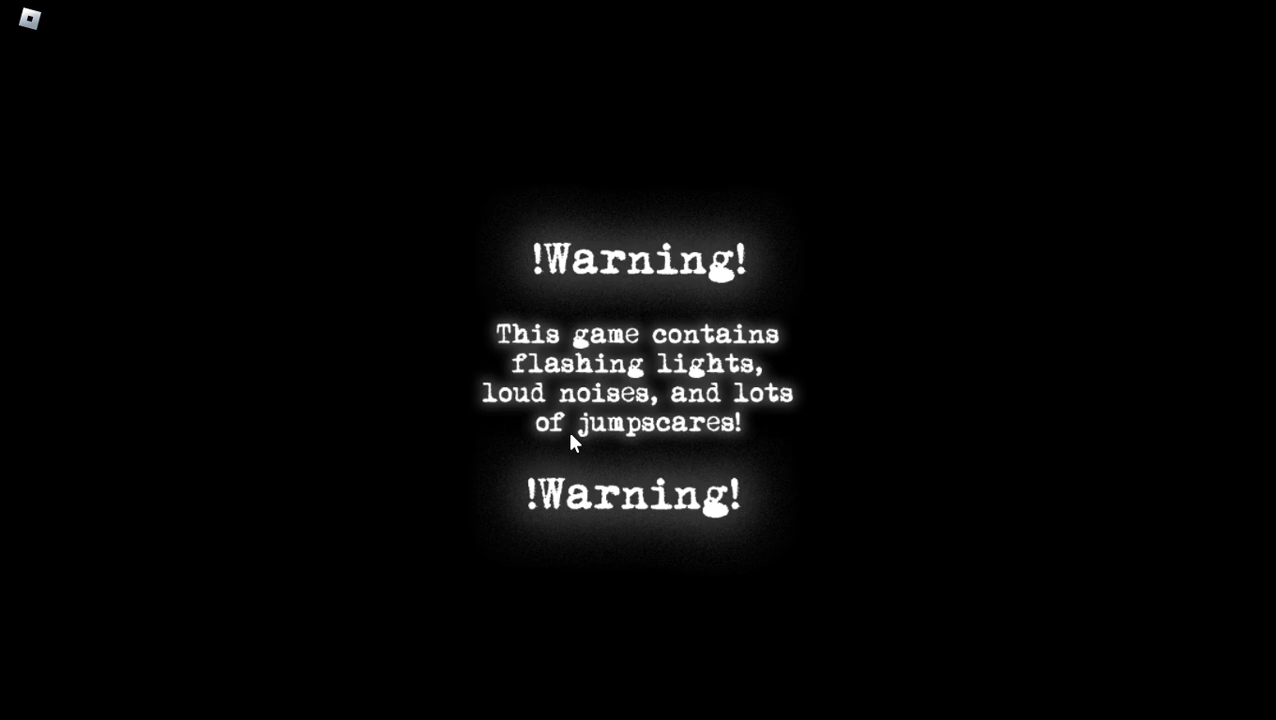 !Warning!
This game contains
flashing lights,
loud noises, and lots
of jumpscares!
!Warning!